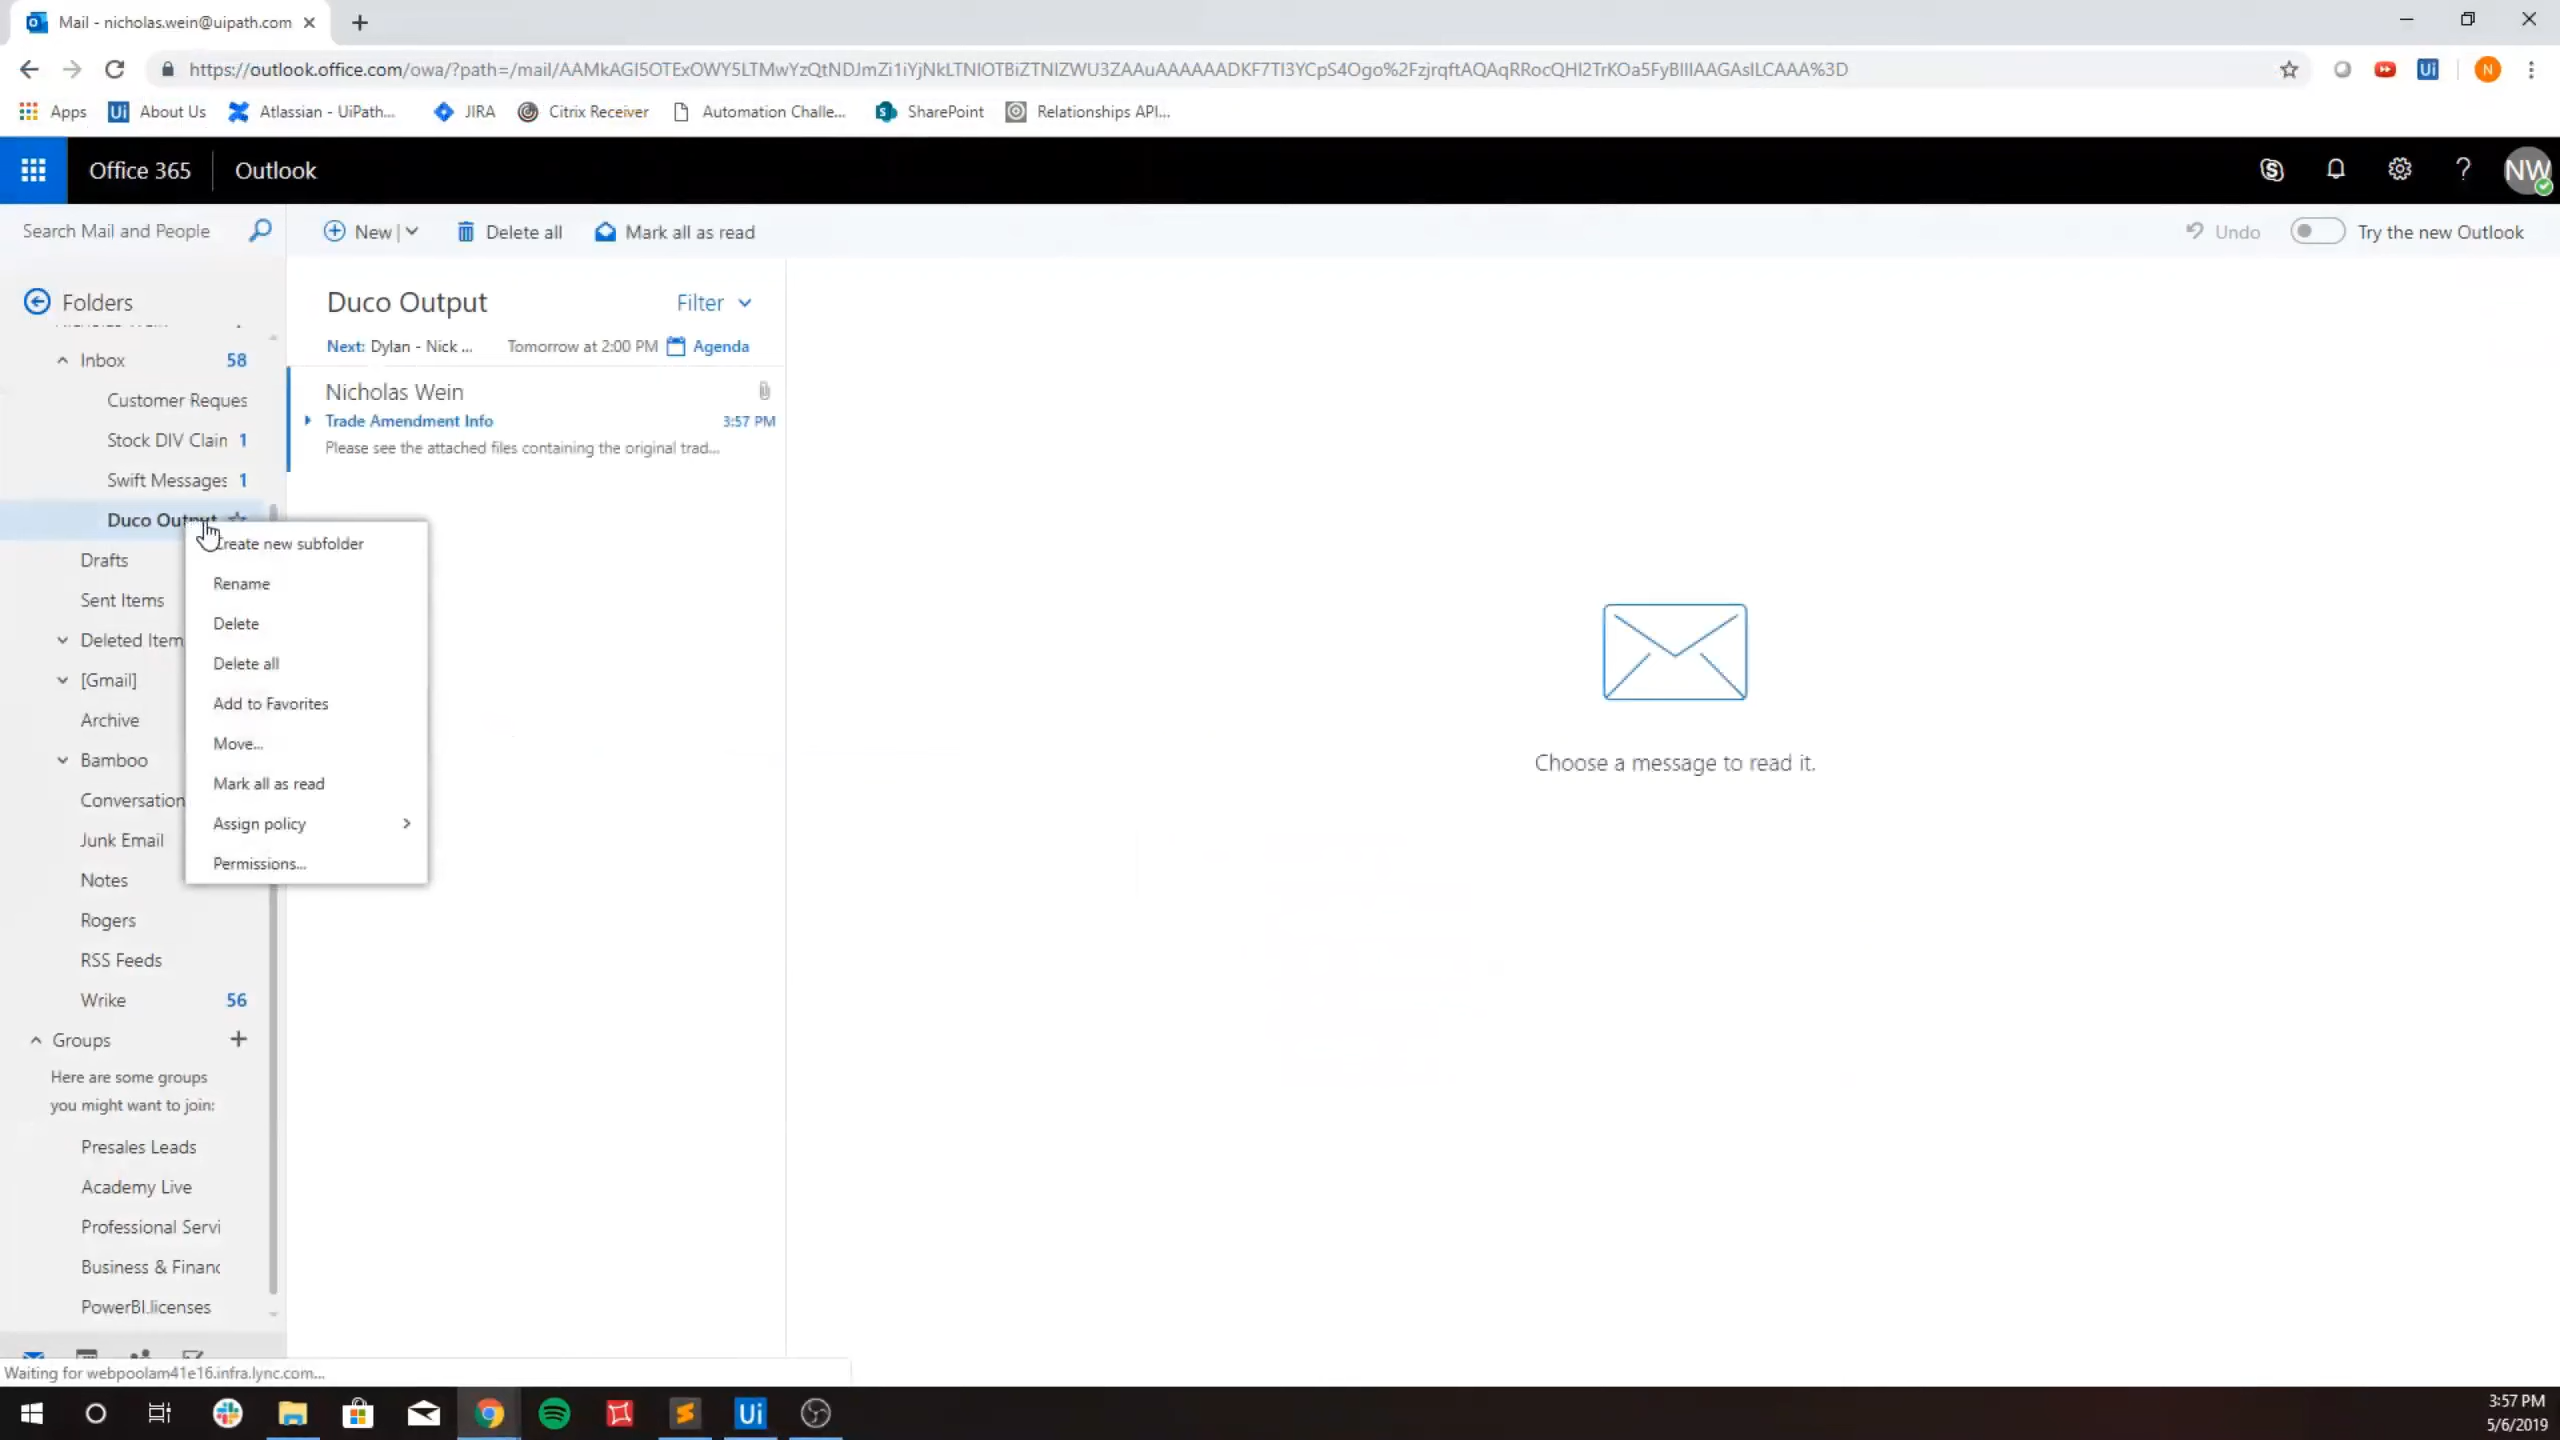 Mail - nicholas.wein@uipath.com
https://outlook.office.com/owa/?path=/mail/AAMkAGI5OTExOWY5LTMwYzQtNDJmZi1iYjNkLTNlOTBiZTNlZWU3ZAAuAAAAAADKF7TI3YCpS4Ogo%2FzjrqftAQAqRRocQHI2TrKOa5FyBIIIAAGAsILCAAA%3D
Apps
Ui
About Us
Atlassian - UiPath...
JIRA
Citrix Receiver
Automation Challe...
SharePoint
Relationships API...
Office 365
Outlook
NW
Search Mail and People
New
Delete all
Mark all as read
Undo
Try the new Outlook
Folders
Inbox 58
Customer Reques
Stock DIV Clain 1
Swift Messages 1
Duco Output
Drafts
Sent Items
Deleted Item
[Gmail]
Archive
Bamboo
Conversation
Junk Email
Notes
Rogers
RSS Feeds
Wrike 56
Groups
Here are some groups
you might want to join:
Presales Leads
Academy Live
Professional Servi
Business & Financ
PowerBI.licenses
Create new subfolder
Rename
Delete
Delete all
Add to Favorites
Move...
Mark all as read
Assign policy
Permissions...
Duco Output
Filter
Next: Dylan - Nick ... Tomorrow at 2:00 PM Agenda
Nicholas Wein
Trade Amendment Info 3:57 PM
Please see the attached files containing the original trad...
Choose a message to read it.
Waiting for webpoolam41e16.infra.lync.com...
Ui
3:57 PM
5/6/2019